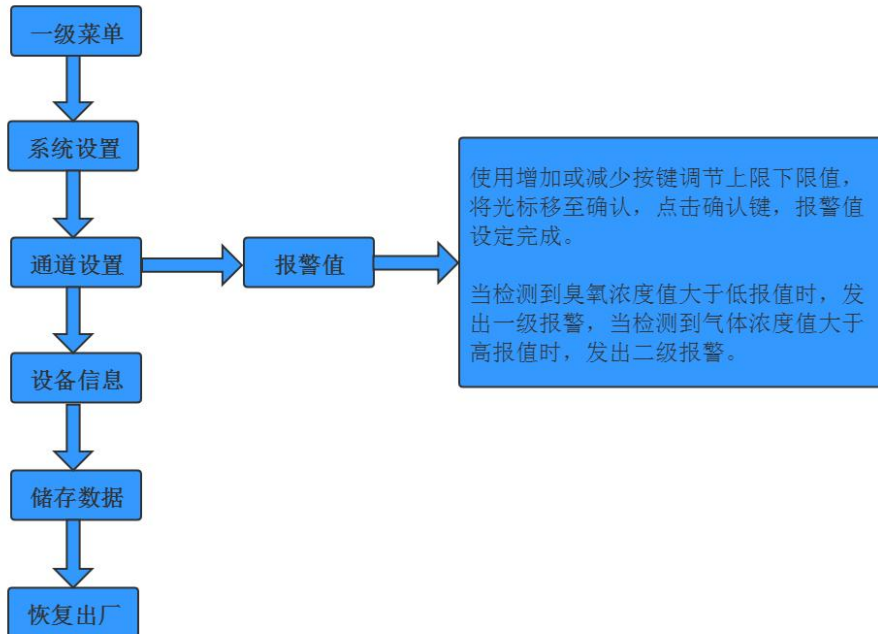 一级菜单
系统设置
通道设置
报警值
使用增加或减少按键调节上限下限值，
将光标移至确认，点击确认键，报警值
设定完成。
当检测到臭氧浓度值大于低报值时，发
出一级报警，当检测到气体浓度值大于
高报值时，发出二级报警。
设备信息
储存数据
恢复出厂